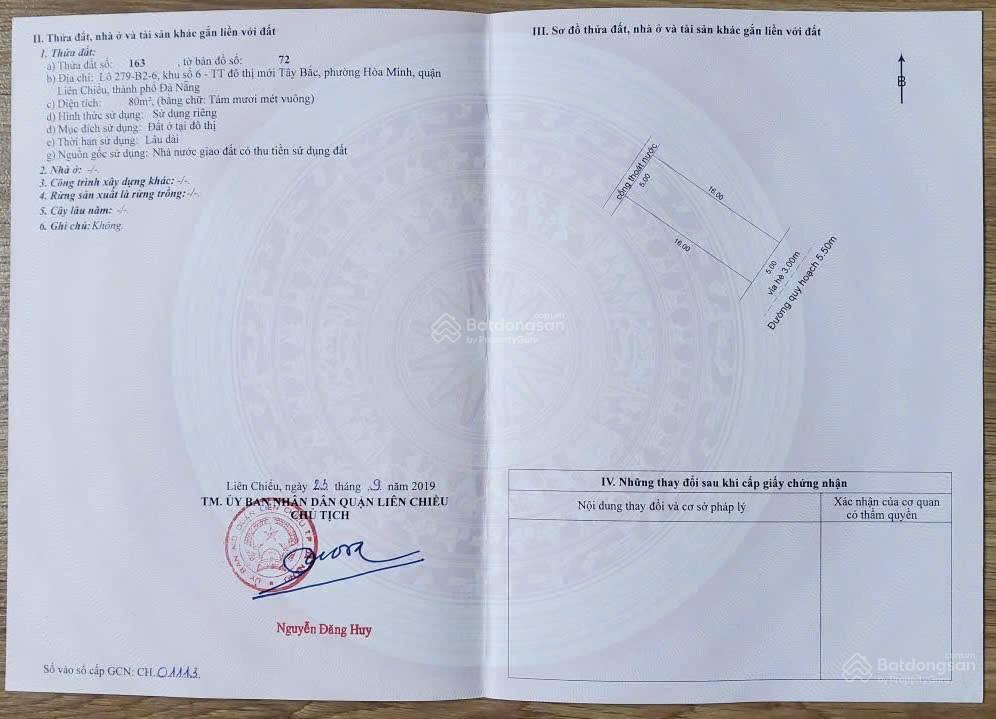 II. Thửa đất, nhà ở và tài sản khác gắn liền với đất
1. Thửa đất:
a) Thửa đất số: 163 , tờ bản đồ số: 72
b) Địa chỉ: Lô 279-B2-6, khu số 6 - TT đô thị mới Tây Bắc, phường Hòa Minh, quận
Liên Chiểu, thành phố Đà Nẵng
c) Diện tích: 80m², (bằng chữ: Tám mươi mét vuông)
d) Hình thức sử dụng: Sử dụng riêng
đ) Mục đích sử dụng: Đất ở tại đô thị
e) Thời hạn sử dụng: Lâu dài
g) Nguồn gốc sử dụng: Nhà nước giao đất có thu tiền sử dụng đất
2. Nhà ở: -/-
3. Công trình xây dựng khác: -/-
4. Rừng sản xuất là rừng trồng: -/-
5. Cây lâu năm: -/-
6. Ghi chú: Không.
Liên Chiểu, ngày 23 tháng 9 năm 2019
TM. ỦY BAN NHÂN DÂN QUẬN LIÊN CHIỂU
CHỦ TỊCH
Nguyễn Đăng Huy
Số vào sổ cấp GCN: CH 01113
III. Sơ đồ thửa đất, nhà ở và tài sản khác gắn liền với đất
B
cống thoát nước
5.00
16.00
16.00
5.00
vỉa hè 3.00m
Đường quy hoạch 5.50m
Batdongsan.com.vn
by PropertyGuru
IV. Những thay đổi sau khi cấp giấy chứng nhận
Nội dung thay đổi và cơ sở pháp lý
Xác nhận của cơ quan
có thẩm quyền
Batdongsan.com.vn
by PropertyGuru